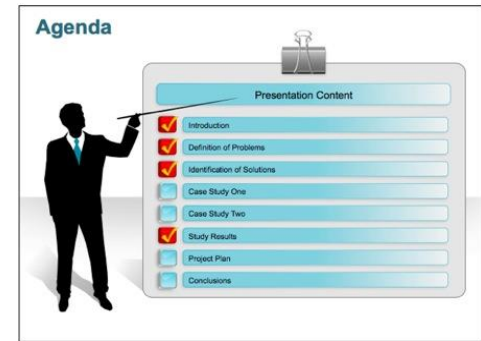 Agenda
Presentation Content
Introduction
Definition of Problems
Identification of Solutions
Case Study One
Case Study Two
Study Results
Project Plan
Conclusions